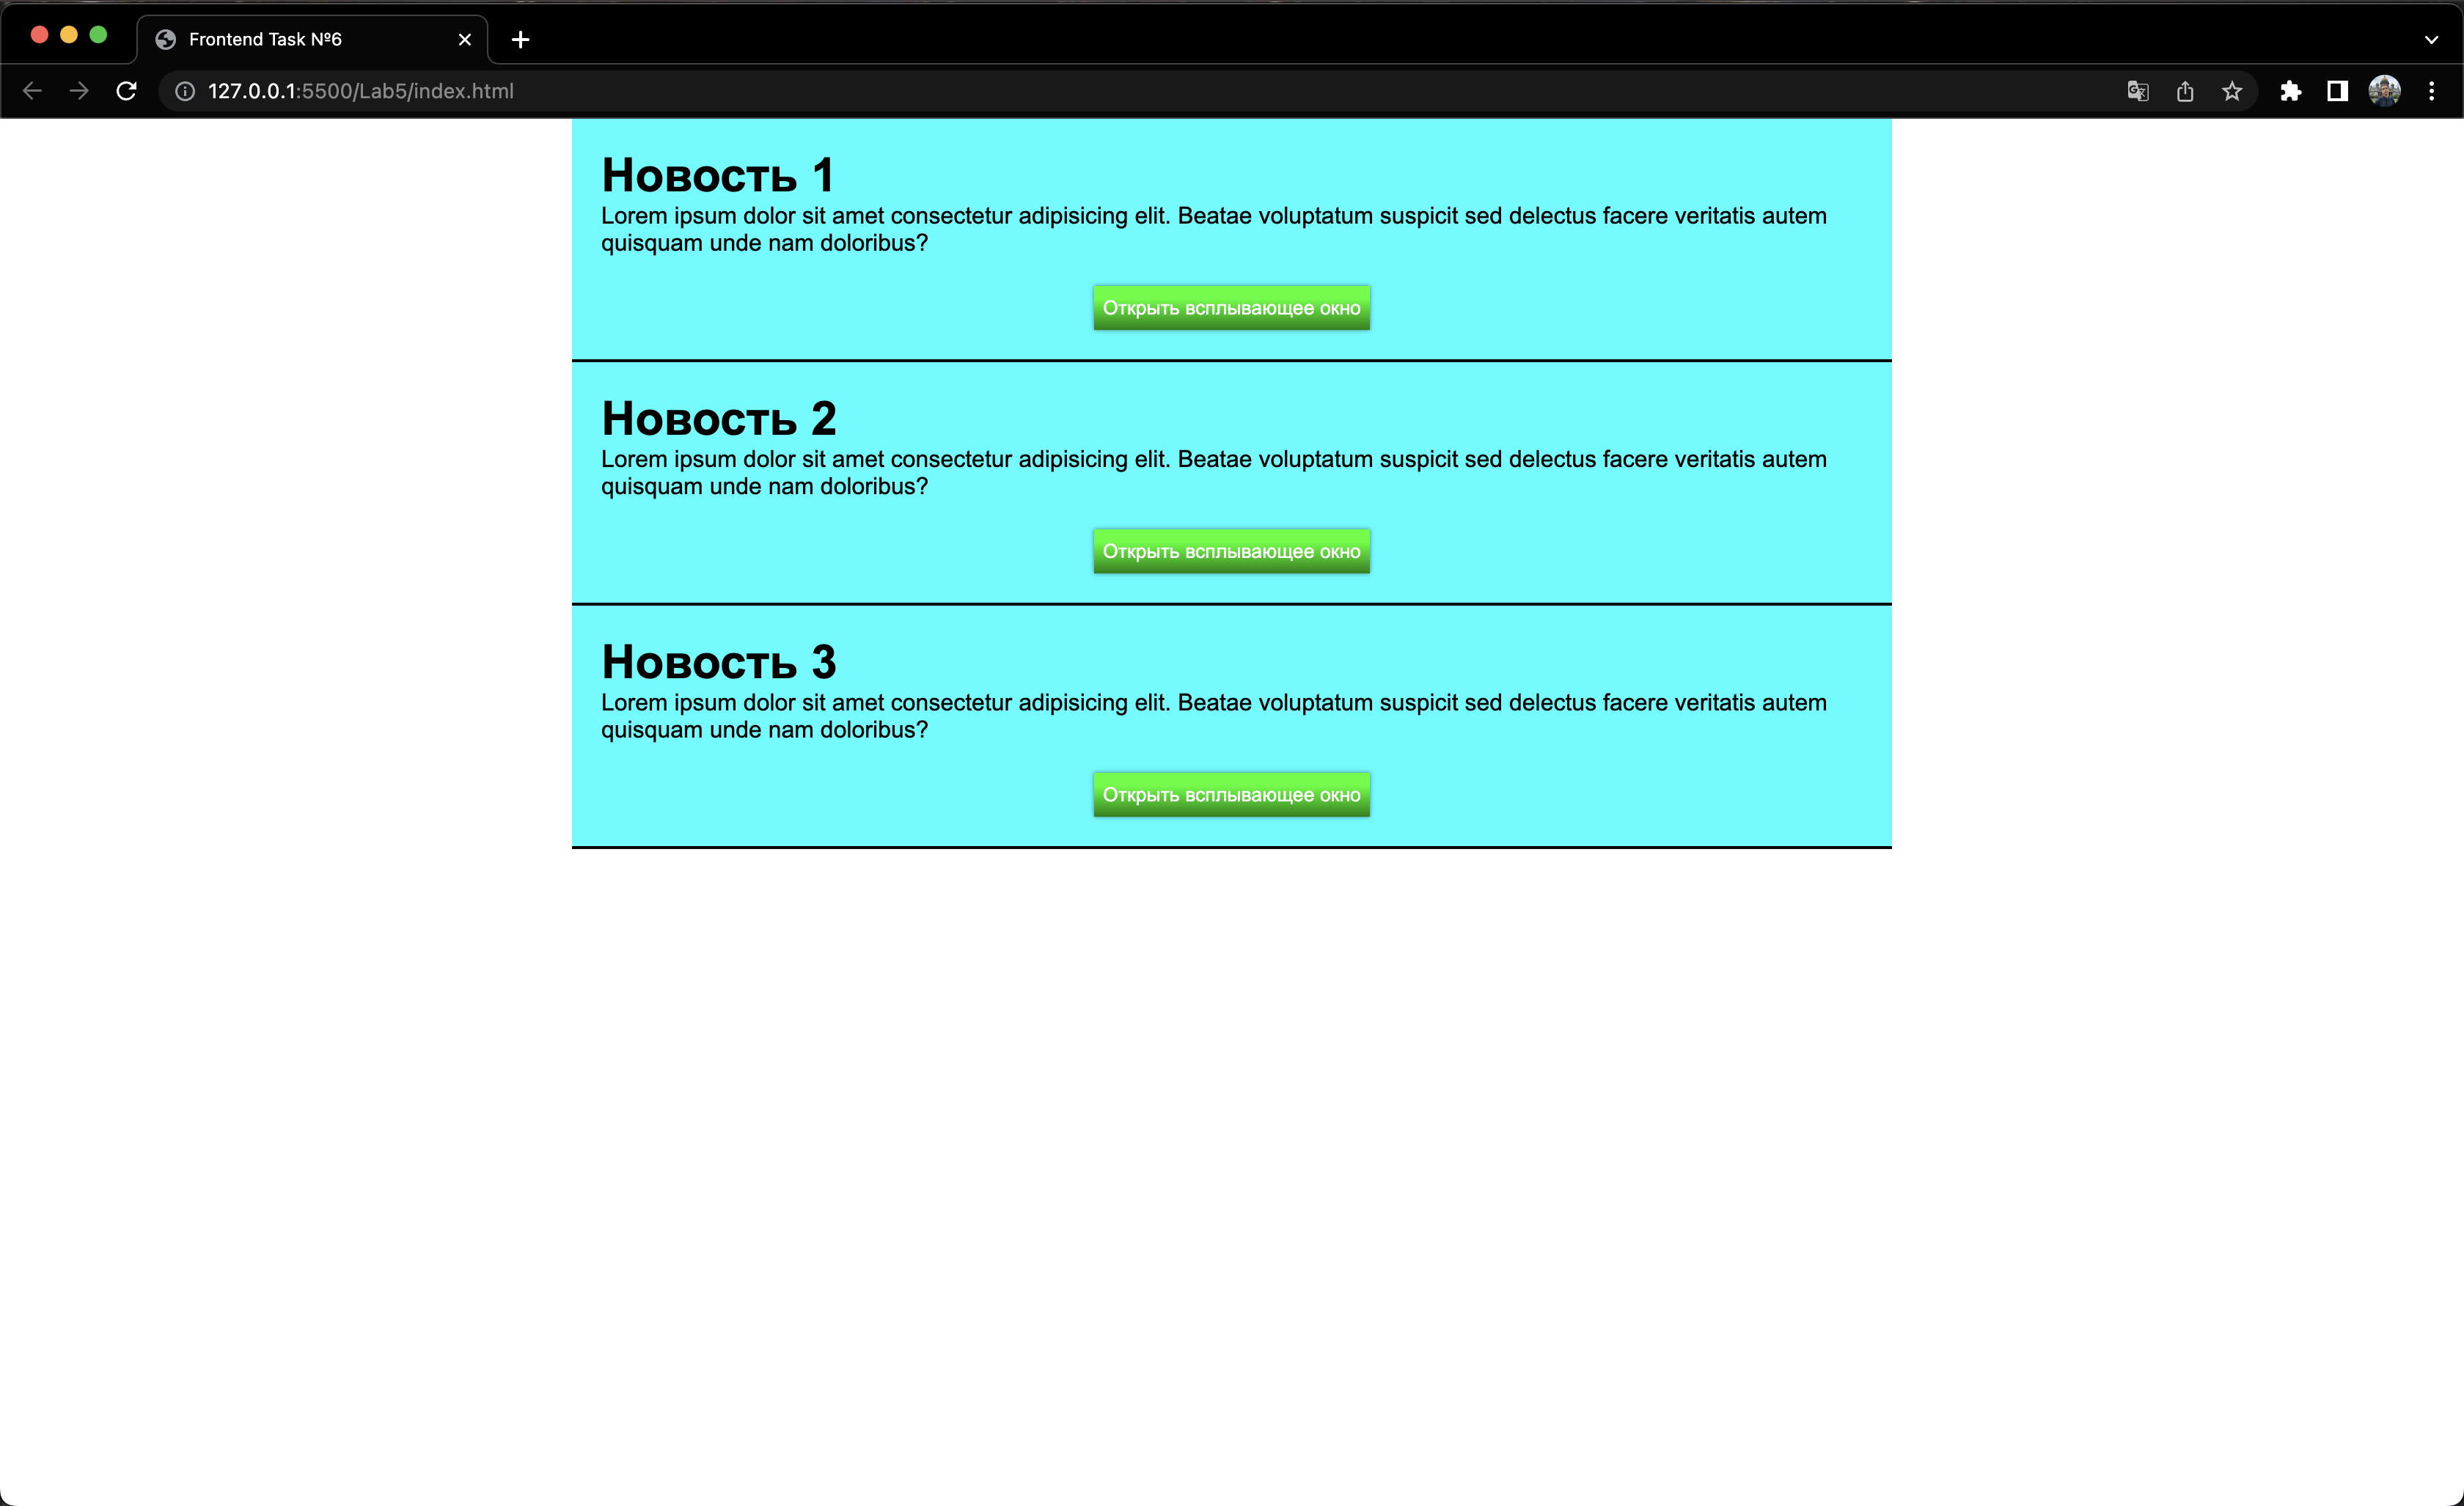 Frontend Task №6
127.0.0.1:5500/Lab5/index.html
Новость 1
Lorem ipsum dolor sit amet consectetur adipisicing elit. Beatae voluptatum suspicit sed delectus facere veritatis autem
quisquam unde nam doloribus?
Открыть всплывающее окно
Новость 2
Lorem ipsum dolor sit amet consectetur adipisicing elit. Beatae voluptatum suspicit sed delectus facere veritatis autem
quisquam unde nam doloribus?
Открыть всплывающее окно
Новость 3
Lorem ipsum dolor sit amet consectetur adipisicing elit. Beatae voluptatum suspicit sed delectus facere veritatis autem
quisquam unde nam doloribus?
Открыть всплывающее окно